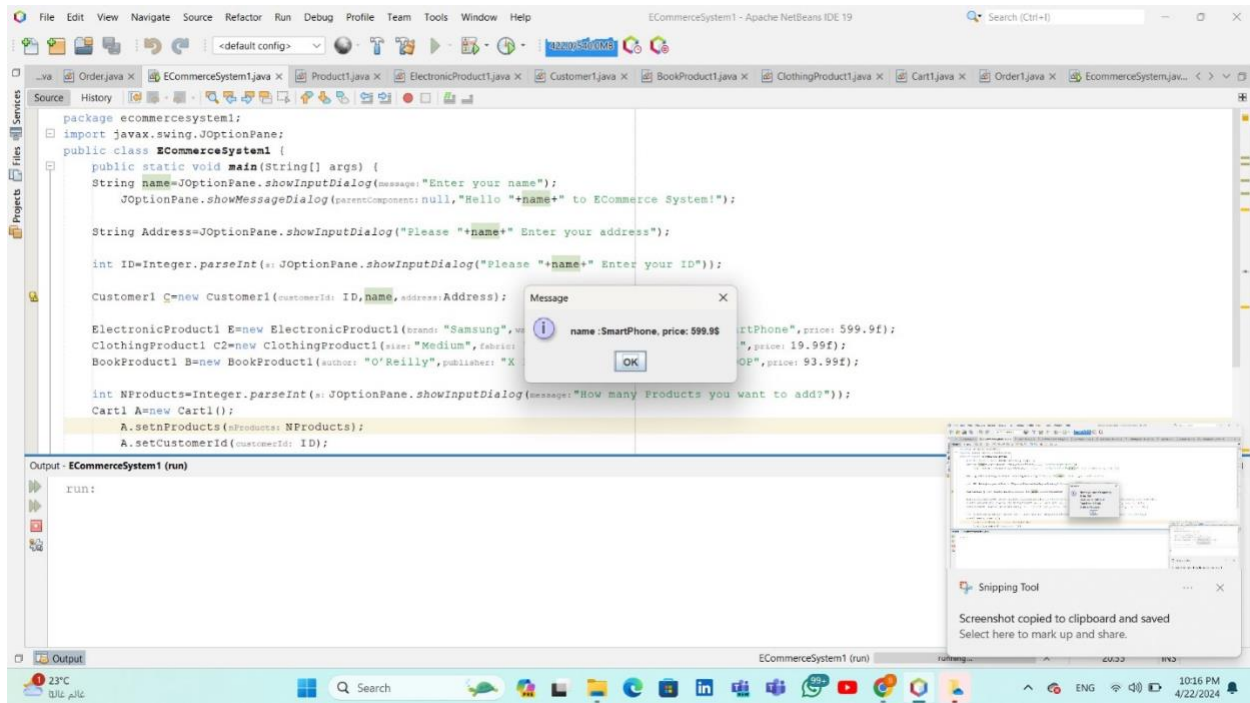 File Edit View Navigate Source Refactor Run Debug Profile Team Tools Window Help
ECommerceSystem1 - Apache NetBeans IDE 19
Search (Ctrl+I)
<default config>
...va Order.java ECommerceSystem1.java Product1.java ElectronicProduct1.java Customer1.java BookProduct1.java ClothingProduct1.java Cart1.java Order1.java EcommerceSystem.jav...
Source History
Services
Files
Projects
package ecommercesystem1;
import javax.swing.JOptionPane;
public class ECommerceSystem1 {
public static void main(String[] args) {
String name=JOptionPane.showInputDialog(message:"Enter your name");
JOptionPane.showMessageDialog(parentComponent:null,"Hello "+name+" to ECommerce System!");
String Address=JOptionPane.showInputDialog("Please "+name+" Enter your address");
int ID=Integer.parseInt(s:JOptionPane.showInputDialog("Please "+name+" Enter your ID"));
Customer1 C=new Customer1(customerId: ID,name,address:Address);
ElectronicProduct1 E=new ElectronicProduct1(brand: "Samsung", rtPhone",price: 599.9f);
ClothingProduct1 C2=new ClothingProduct1(size: "Medium",fabric: ",price: 19.99f);
BookProduct1 B=new BookProduct1(author: "O'Reilly",publisher: "X OP",price: 93.99f);
int NProducts=Integer.parseInt(s:JOptionPane.showInputDialog(message:"How many Products you want to add?"));
Cart1 A=new Cart1();
A.setnProducts(nProducts: NProducts);
A.setCustomerId(customerId: ID);
Message
name :SmartPhone, price: 599.9$
OK
Output - ECommerceSystem1 (run)
run:
Snipping Tool
Screenshot copied to clipboard and saved
Select here to mark up and share.
Output
ECommerceSystem1 (run)
running...
20:53
INS
23°C
غائم غالبًا
Search
99+
ENG
10:16 PM
4/22/2024